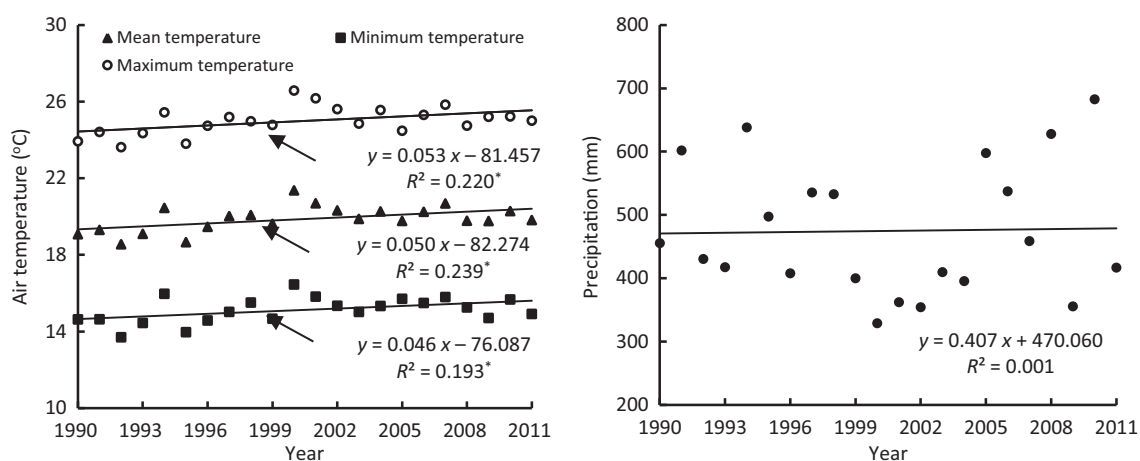 30
26
22
18
14
10
Air temperature (°C)
Mean temperature
Minimum temperature
Maximum temperature
y = 0.053 x – 81.457
R² = 0.220*
y = 0.050 x – 82.274
R² = 0.239*
y = 0.046 x – 76.087
R² = 0.193*
1990 1993 1996 1999 2002 2005 2008 2011
Year
800
700
600
500
400
300
200
Precipitation (mm)
y = 0.407 x + 470.060
R² = 0.001
1990 1993 1996 1999 2002 2005 2008 2011
Year